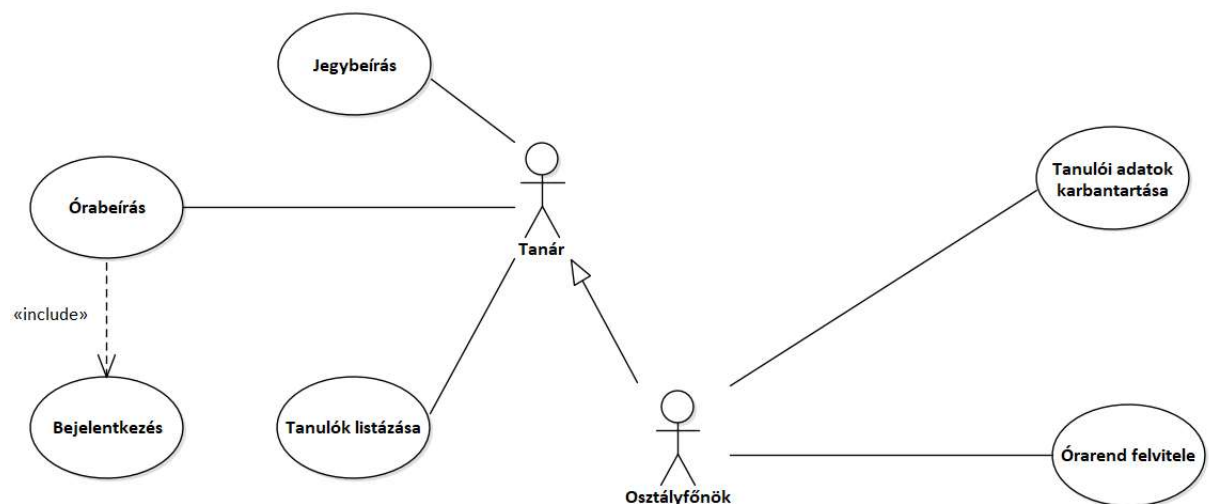 Jegybeírás
Tanulói adatok
karbantartása
Órabeírás
Tanár
«include»
Bejelentkezés
Tanulók listázása
Órarend felvitele
Osztályfőnök